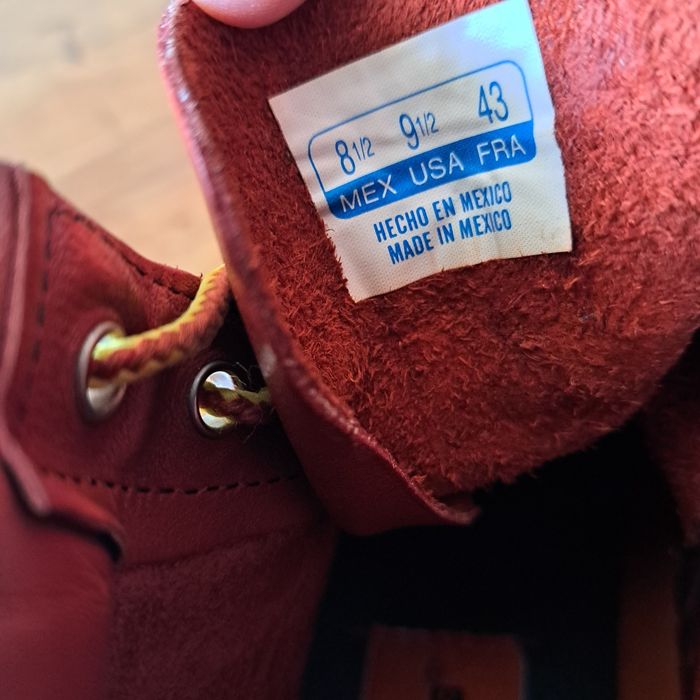 8 1/2 9 1/2 43
MEX USA FRA
HECHO EN MEXICO
MADE IN MEXICO